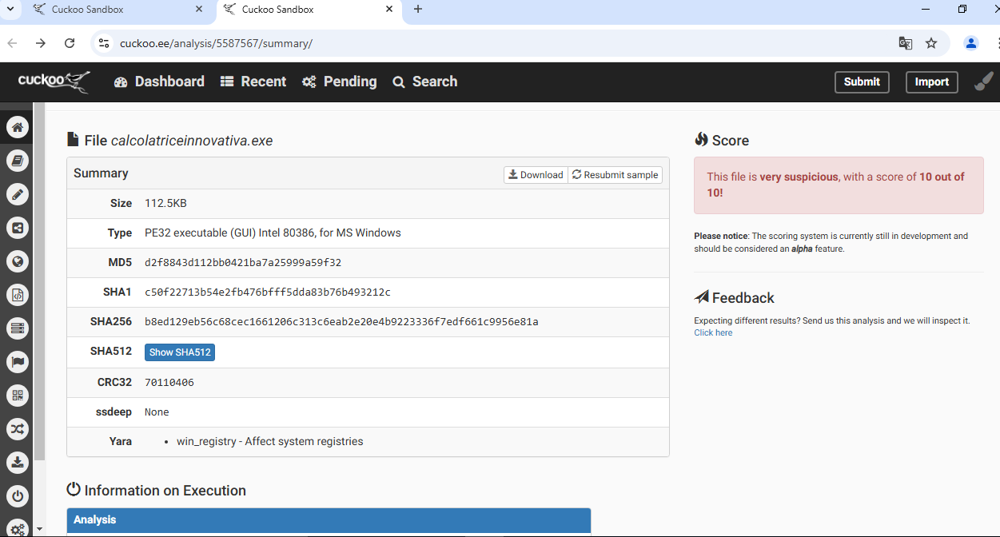 Cuckoo Sandbox
Cuckoo Sandbox
cuckoo.ee/analysis/5587567/summary/
cuckoo
Dashboard
Recent
Pending
Search
Submit
Import
File calcolatriceinnovativa.exe
Summary
Download
Resubmit sample
Size 112.5KB
Type PE32 executable (GUI) Intel 80386, for MS Windows
MD5 d2f8843d112bb0421ba7a25999a59f32
SHA1 c50f22713b54e2fb476bfff5dda83b76b493212c
SHA256 b8ed129eb56c68cec1661206c313c6eab2e20e4b9223336f7edf661c9956e81a
SHA512 Show SHA512
CRC32 70110406
ssdeep None
Yara • win_registry - Affect system registries
Score
This file is very suspicious, with a score of 10 out of
10!
Please notice: The scoring system is currently still in development and
should be considered an alpha feature.
Feedback
Expecting different results? Send us this analysis and we will inspect it.
Click here
Information on Execution
Analysis